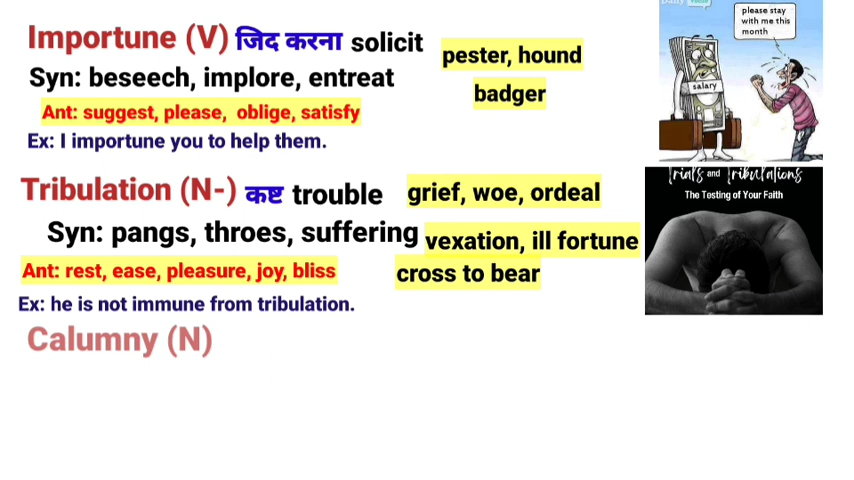 Importune (V) जिद करना solicit
pester, hound
Syn: beseech, implore, entreat
badger
Ant: suggest, please, oblige, satisfy
Ex: I importune you to help them.
please stay
with me this
month
salary
Tribulation (N-) कष्ट trouble
grief, woe, ordeal
Syn: pangs, throes, suffering
vexation, ill fortune
Ant: rest, ease, pleasure, joy, bliss
cross to bear
Ex: he is not immune from tribulation.
Trials and Tribulations
The Testing of Your Faith
Calumny (N)